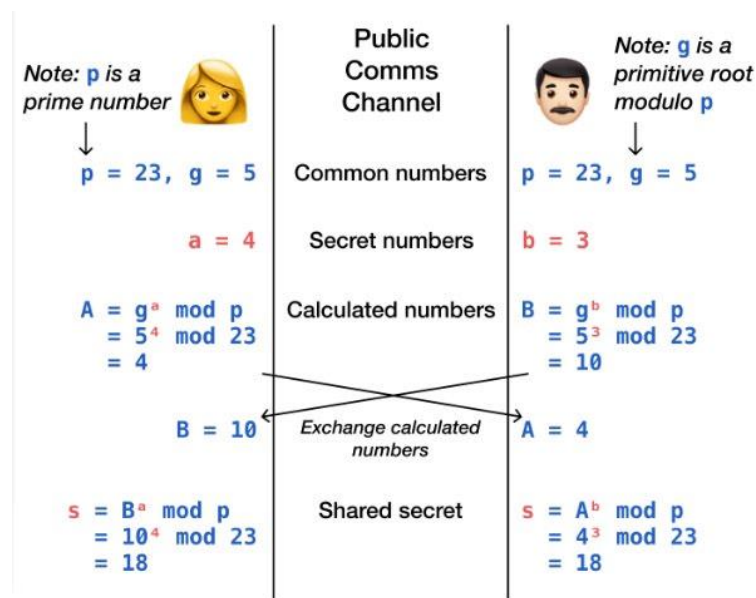 Public
Comms
Channel
Note: p is a
prime number
Note: g is a
primitive root
modulo p
p = 23, g = 5
Common numbers
p = 23, g = 5
a = 4
Secret numbers
b = 3
A = gᵃ mod p
= 5⁴ mod 23
= 4
Calculated numbers
B = gᵇ mod p
= 5³ mod 23
= 10
B = 10
Exchange calculated
numbers
A = 4
s = Bᵃ mod p
= 10⁴ mod 23
= 18
Shared secret
s = Aᵇ mod p
= 4³ mod 23
= 18